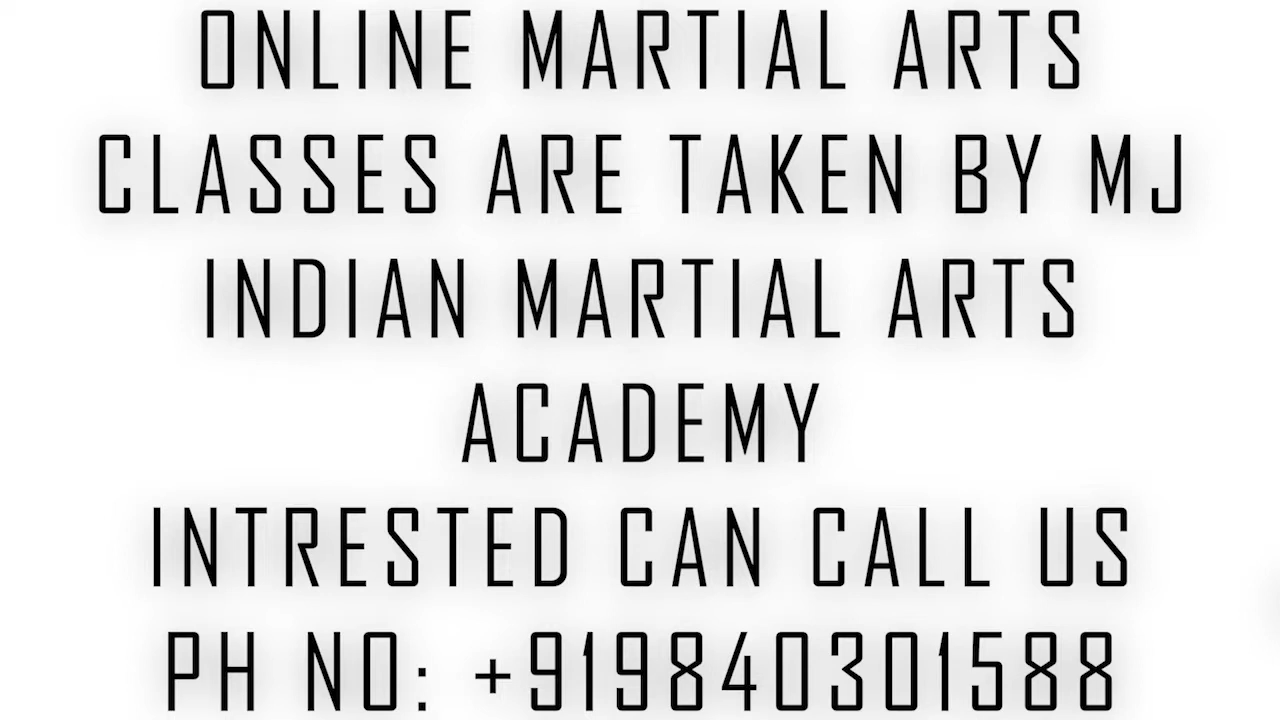 ONLINE MARTIAL ARTS
CLASSES ARE TAKEN BY MJ
INDIAN MARTIAL ARTS
ACADEMY
INTRESTED CAN CALL US
PH NO: +919840301588